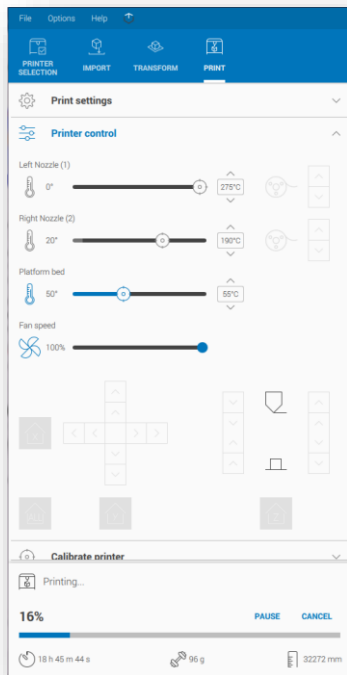 File Options Help
PRINTER SELECTION IMPORT TRANSFORM PRINT
Print settings
Printer control
Left Nozzle (1)
0° 275°C
Right Nozzle (2)
20° 190°C
Platform bed
50° 55°C
Fan speed
100%
Calibrate printer
Printing...
16% PAUSE CANCEL
18 h 45 m 44 s 96 g 32272 mm